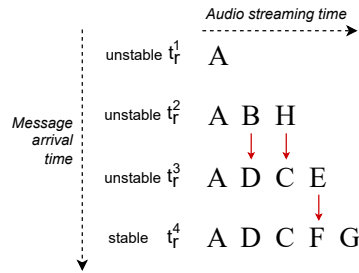 Audio streaming time
unstable t_r^1 A
unstable t_r^2 A B H
Message
arrival
time
unstable t_r^3 A D C E
stable t_r^4 A D C F G